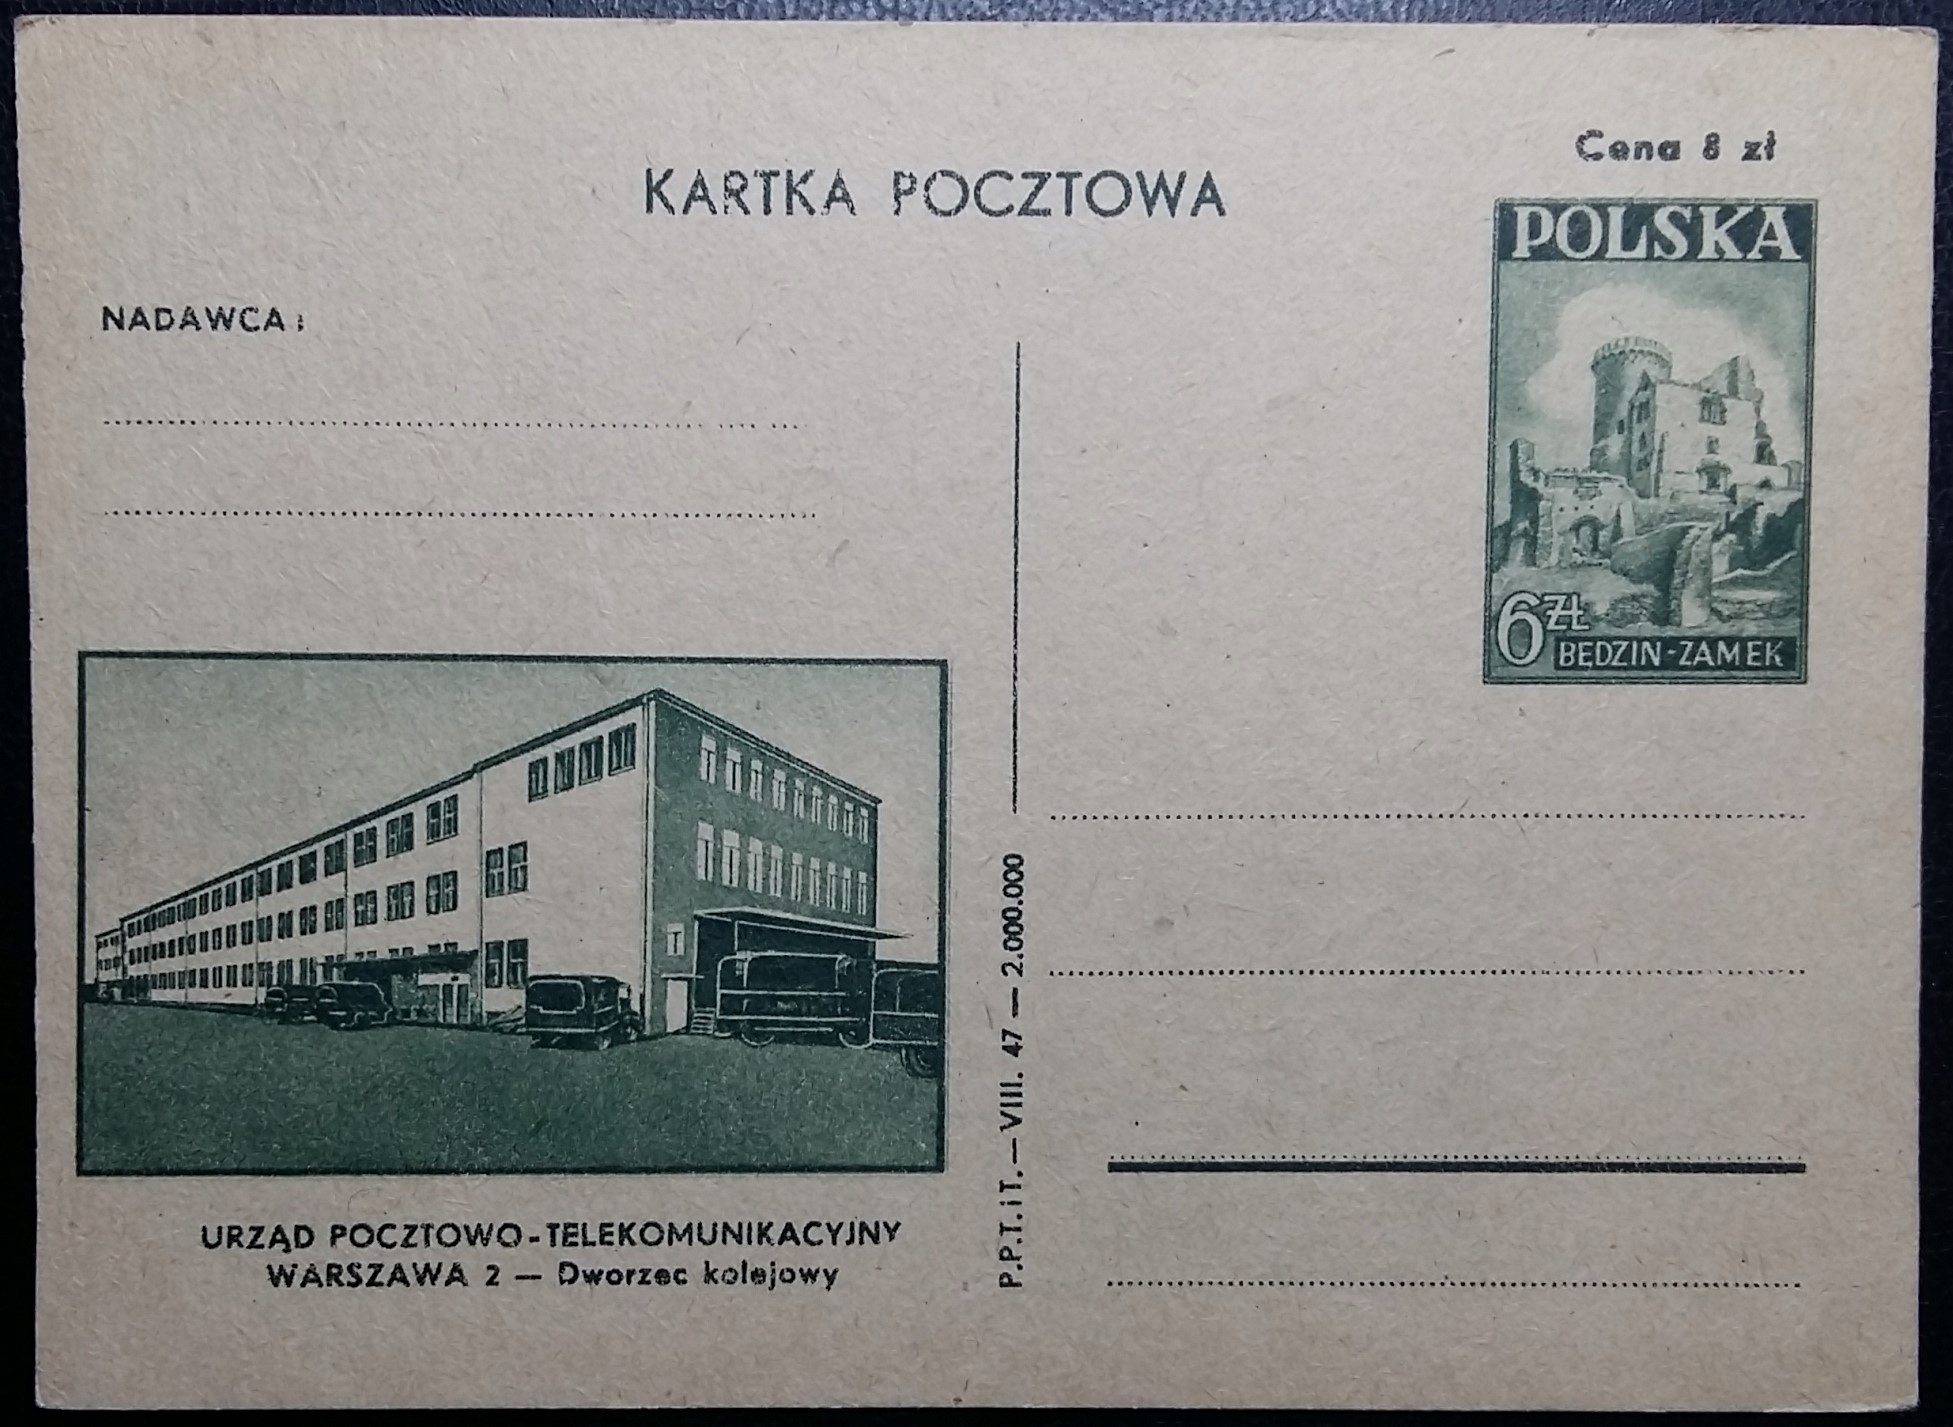 Cena 8 zł
KARTKA POCZTOWA
POLSKA
6 ZŁ
BĘDZIN-ZAMEK
NADAWCA:
P.P.T.iT.—VIII. 47 — 2.000.000
URZĄD POCZTOWO-TELEKOMUNIKACYJNY
WARSZAWA 2 — Dworzec kolejowy